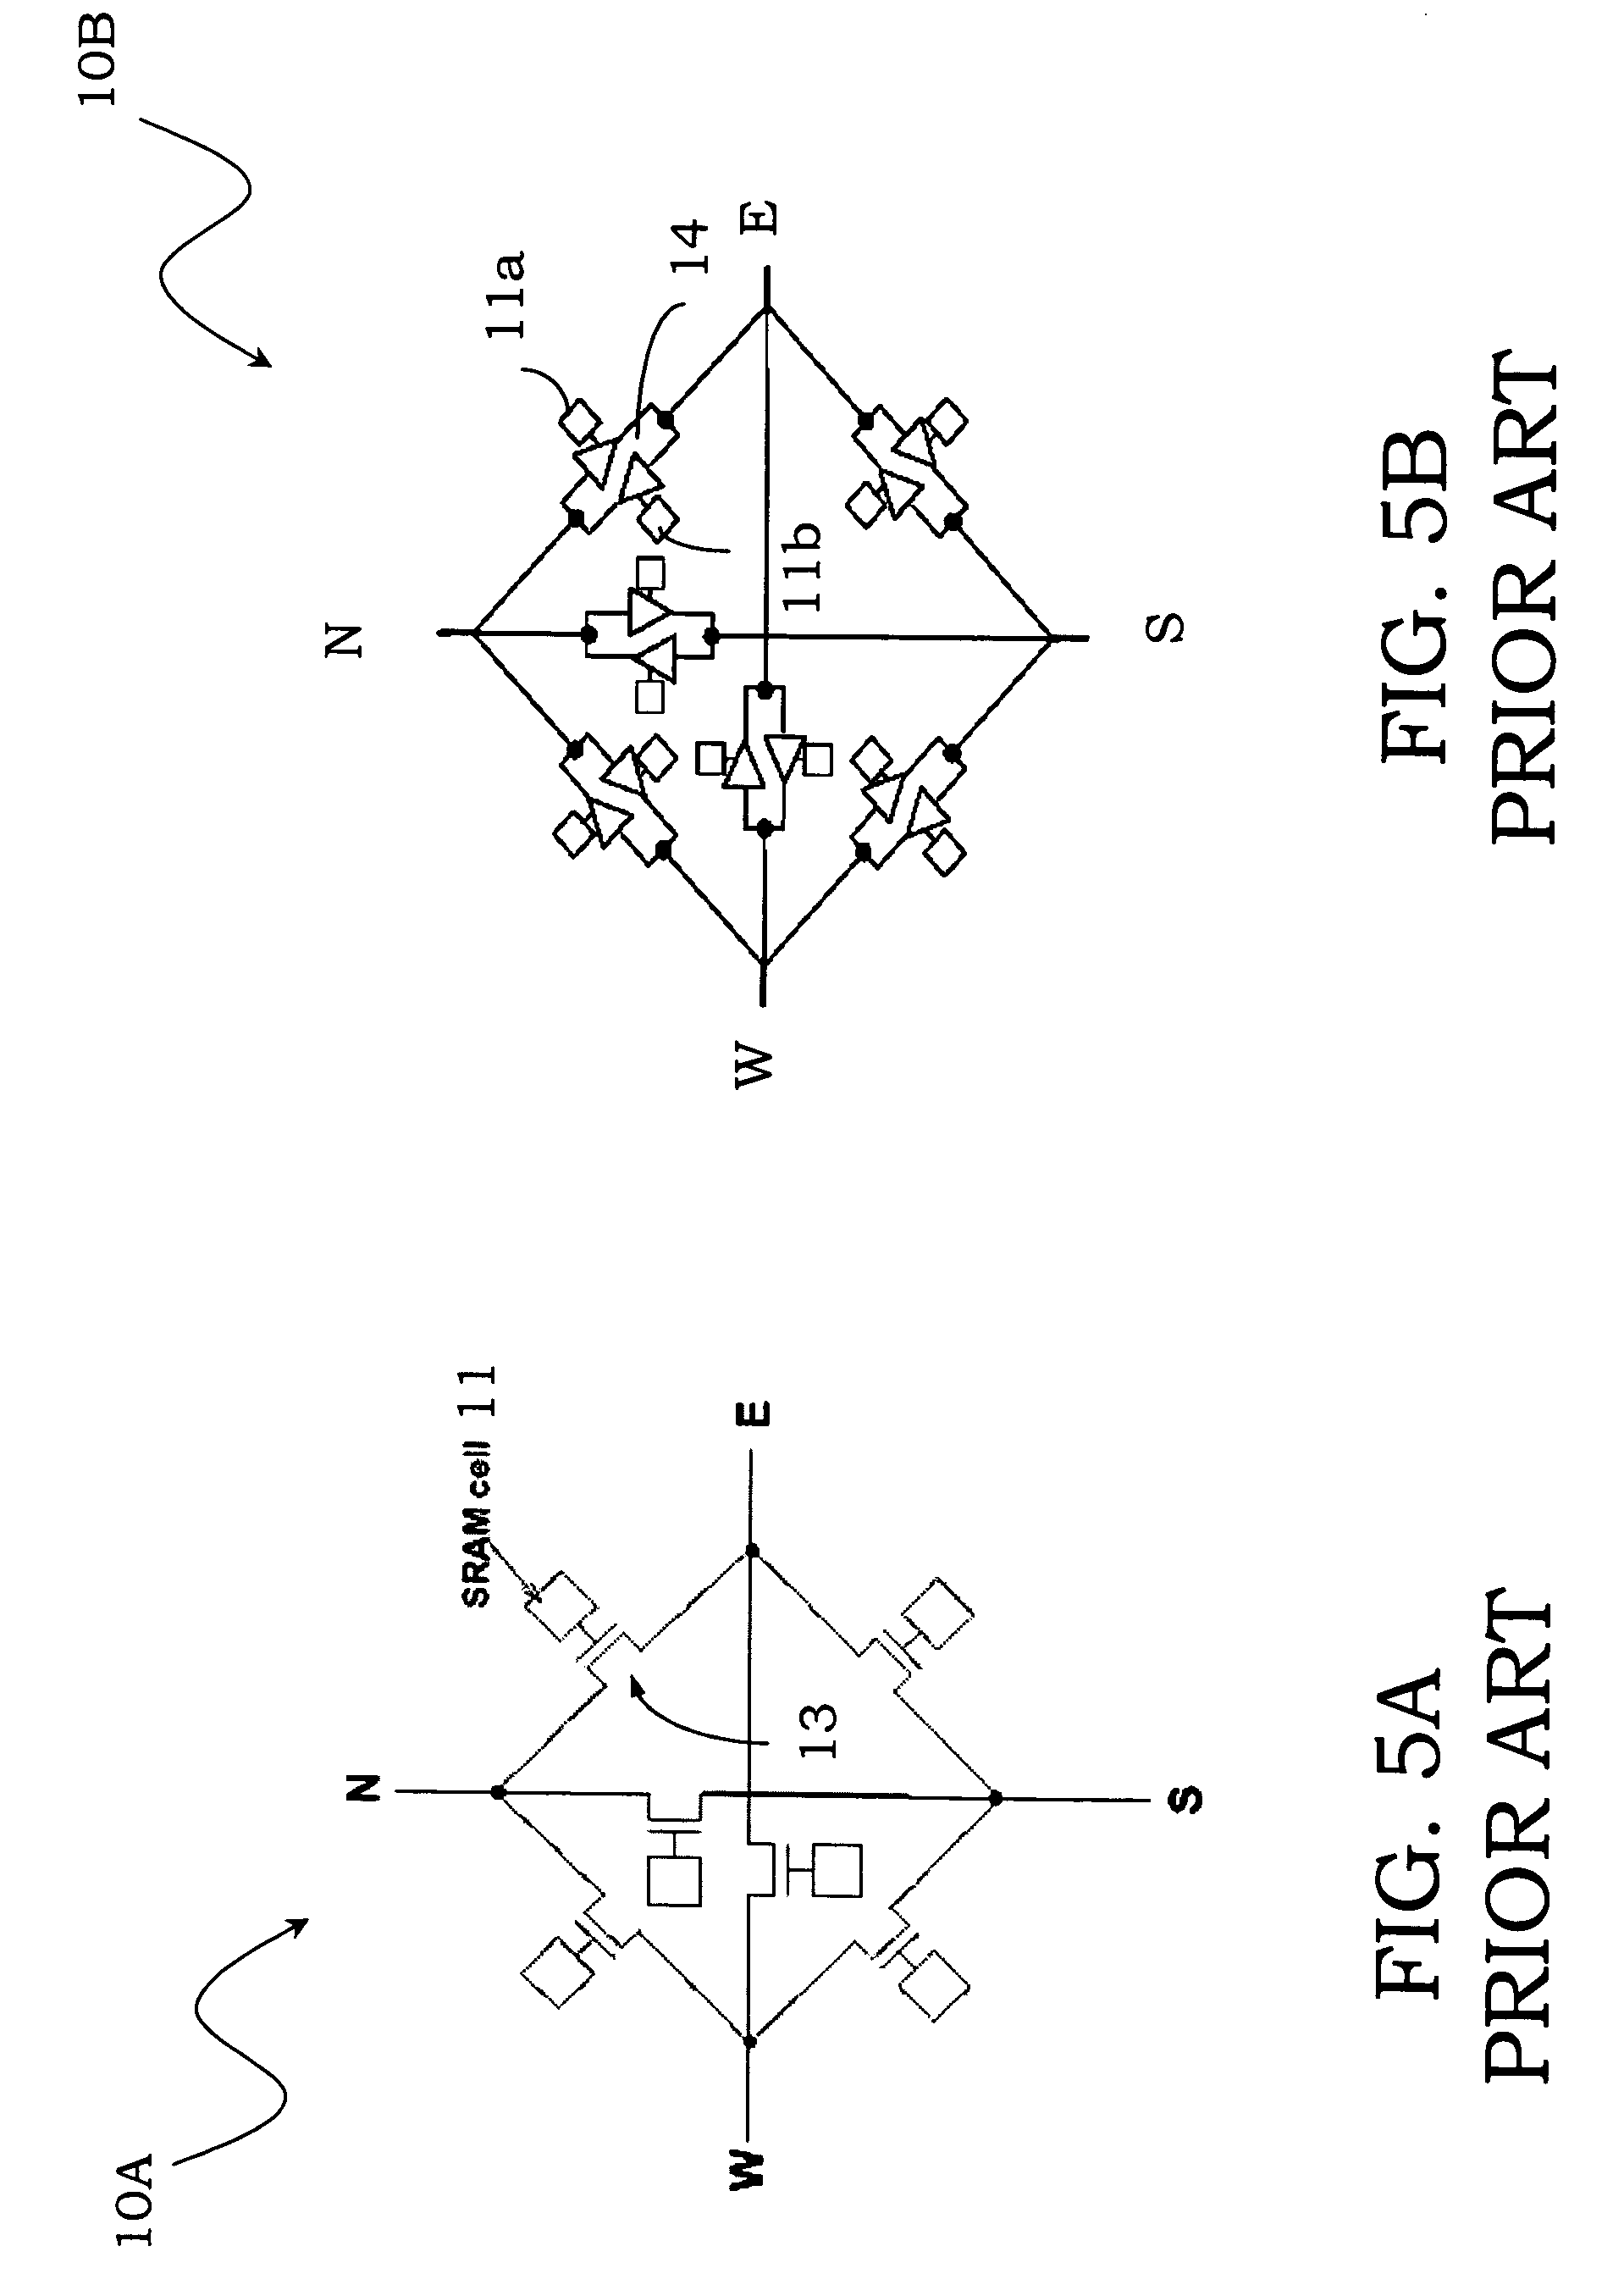 10A
N
SRAM cell 11
W
E
13
S
FIG. 5A
PRIOR ART
10B
N
11a
14
W
E
11b
S
FIG. 5B
PRIOR ART